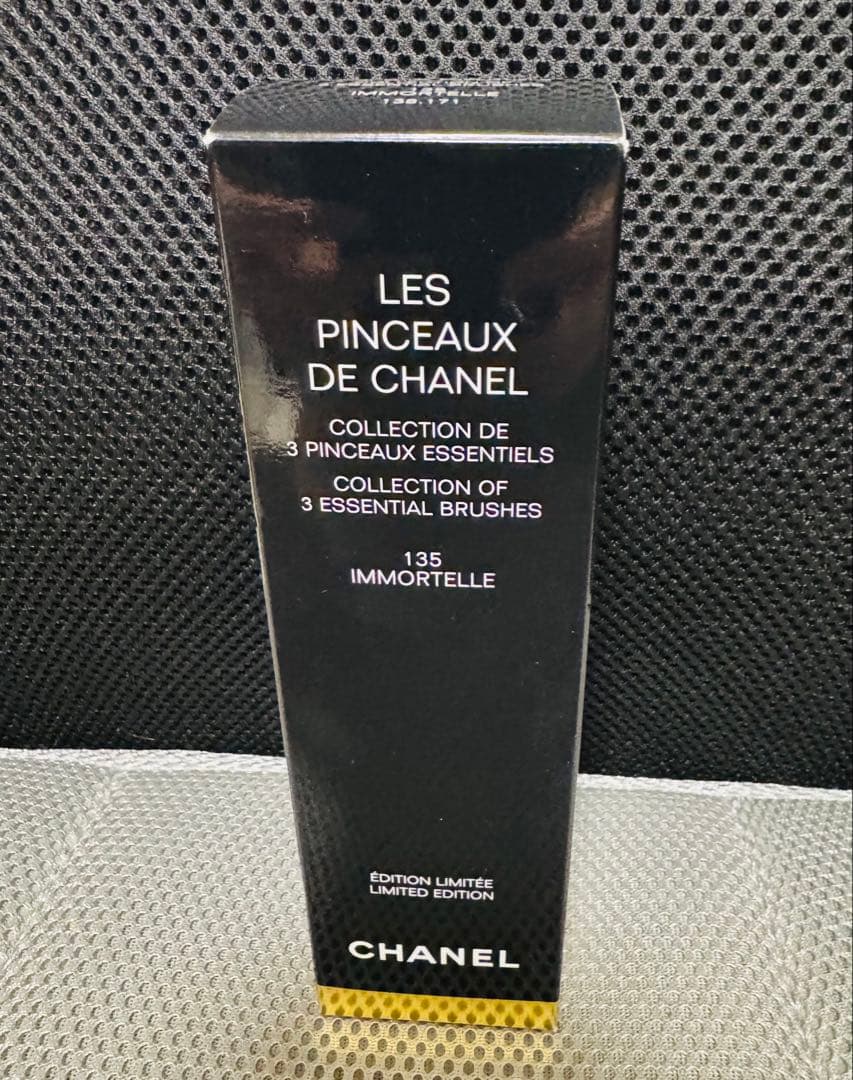 IMMORTELLE
LES
PINCEAUX
DE CHANEL
COLLECTION DE
3 PINCEAUX ESSENTIELS
COLLECTION OF
3 ESSENTIAL BRUSHES
135
IMMORTELLE
ÉDITION LIMITÉE
LIMITED EDITION
CHANEL